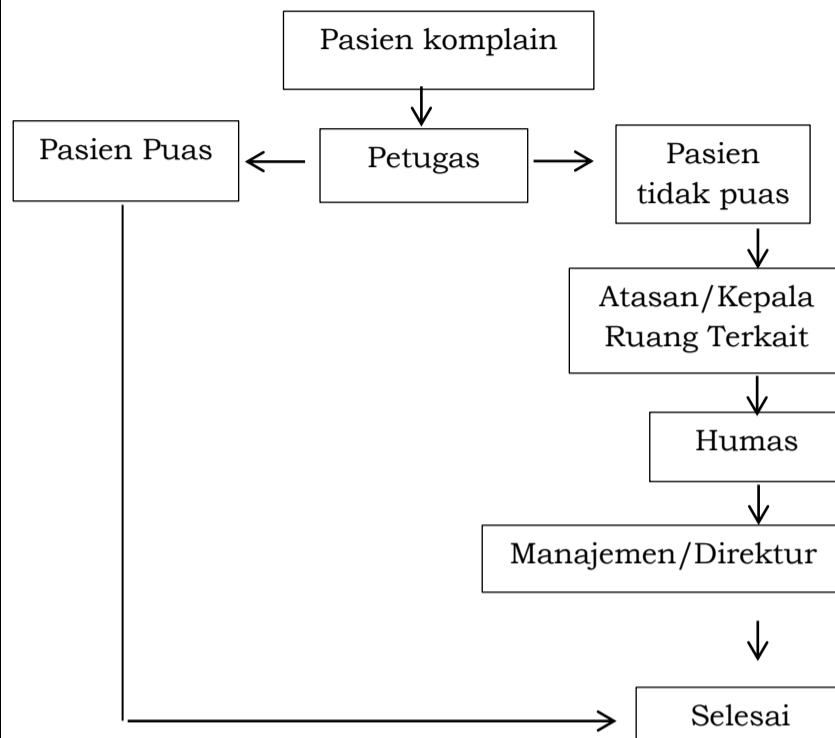 Pasien komplain
Pasien Puas
Petugas
Pasien
tidak puas
Atasan/Kepala
Ruang Terkait
Humas
Manajemen/Direktur
Selesai